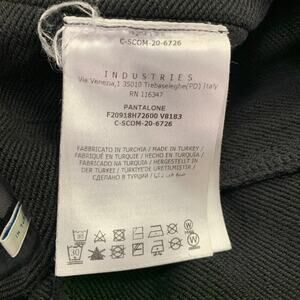 C-SCOM-20-6726
INDUSTRIES
Via Venezia,1 35010 Trebaseleghe(PD) Italy
RN 116347
PANTALONE
F20918H72600 V8183
C-SCOM-20-6726
FABBRICATO IN TURCHIA / MADE IN TURKEY /
FABRIQUÉ EN TURQUIE / HECHO EN TURQUÍA /
FABRICADO NA TURQUIA / HERGESTELLT IN
DER TÜRKEI / TÜRKIYE'DE ÜRETILMIŞTIR /
СДЕЛАНО В ТУРЦИИ /
30